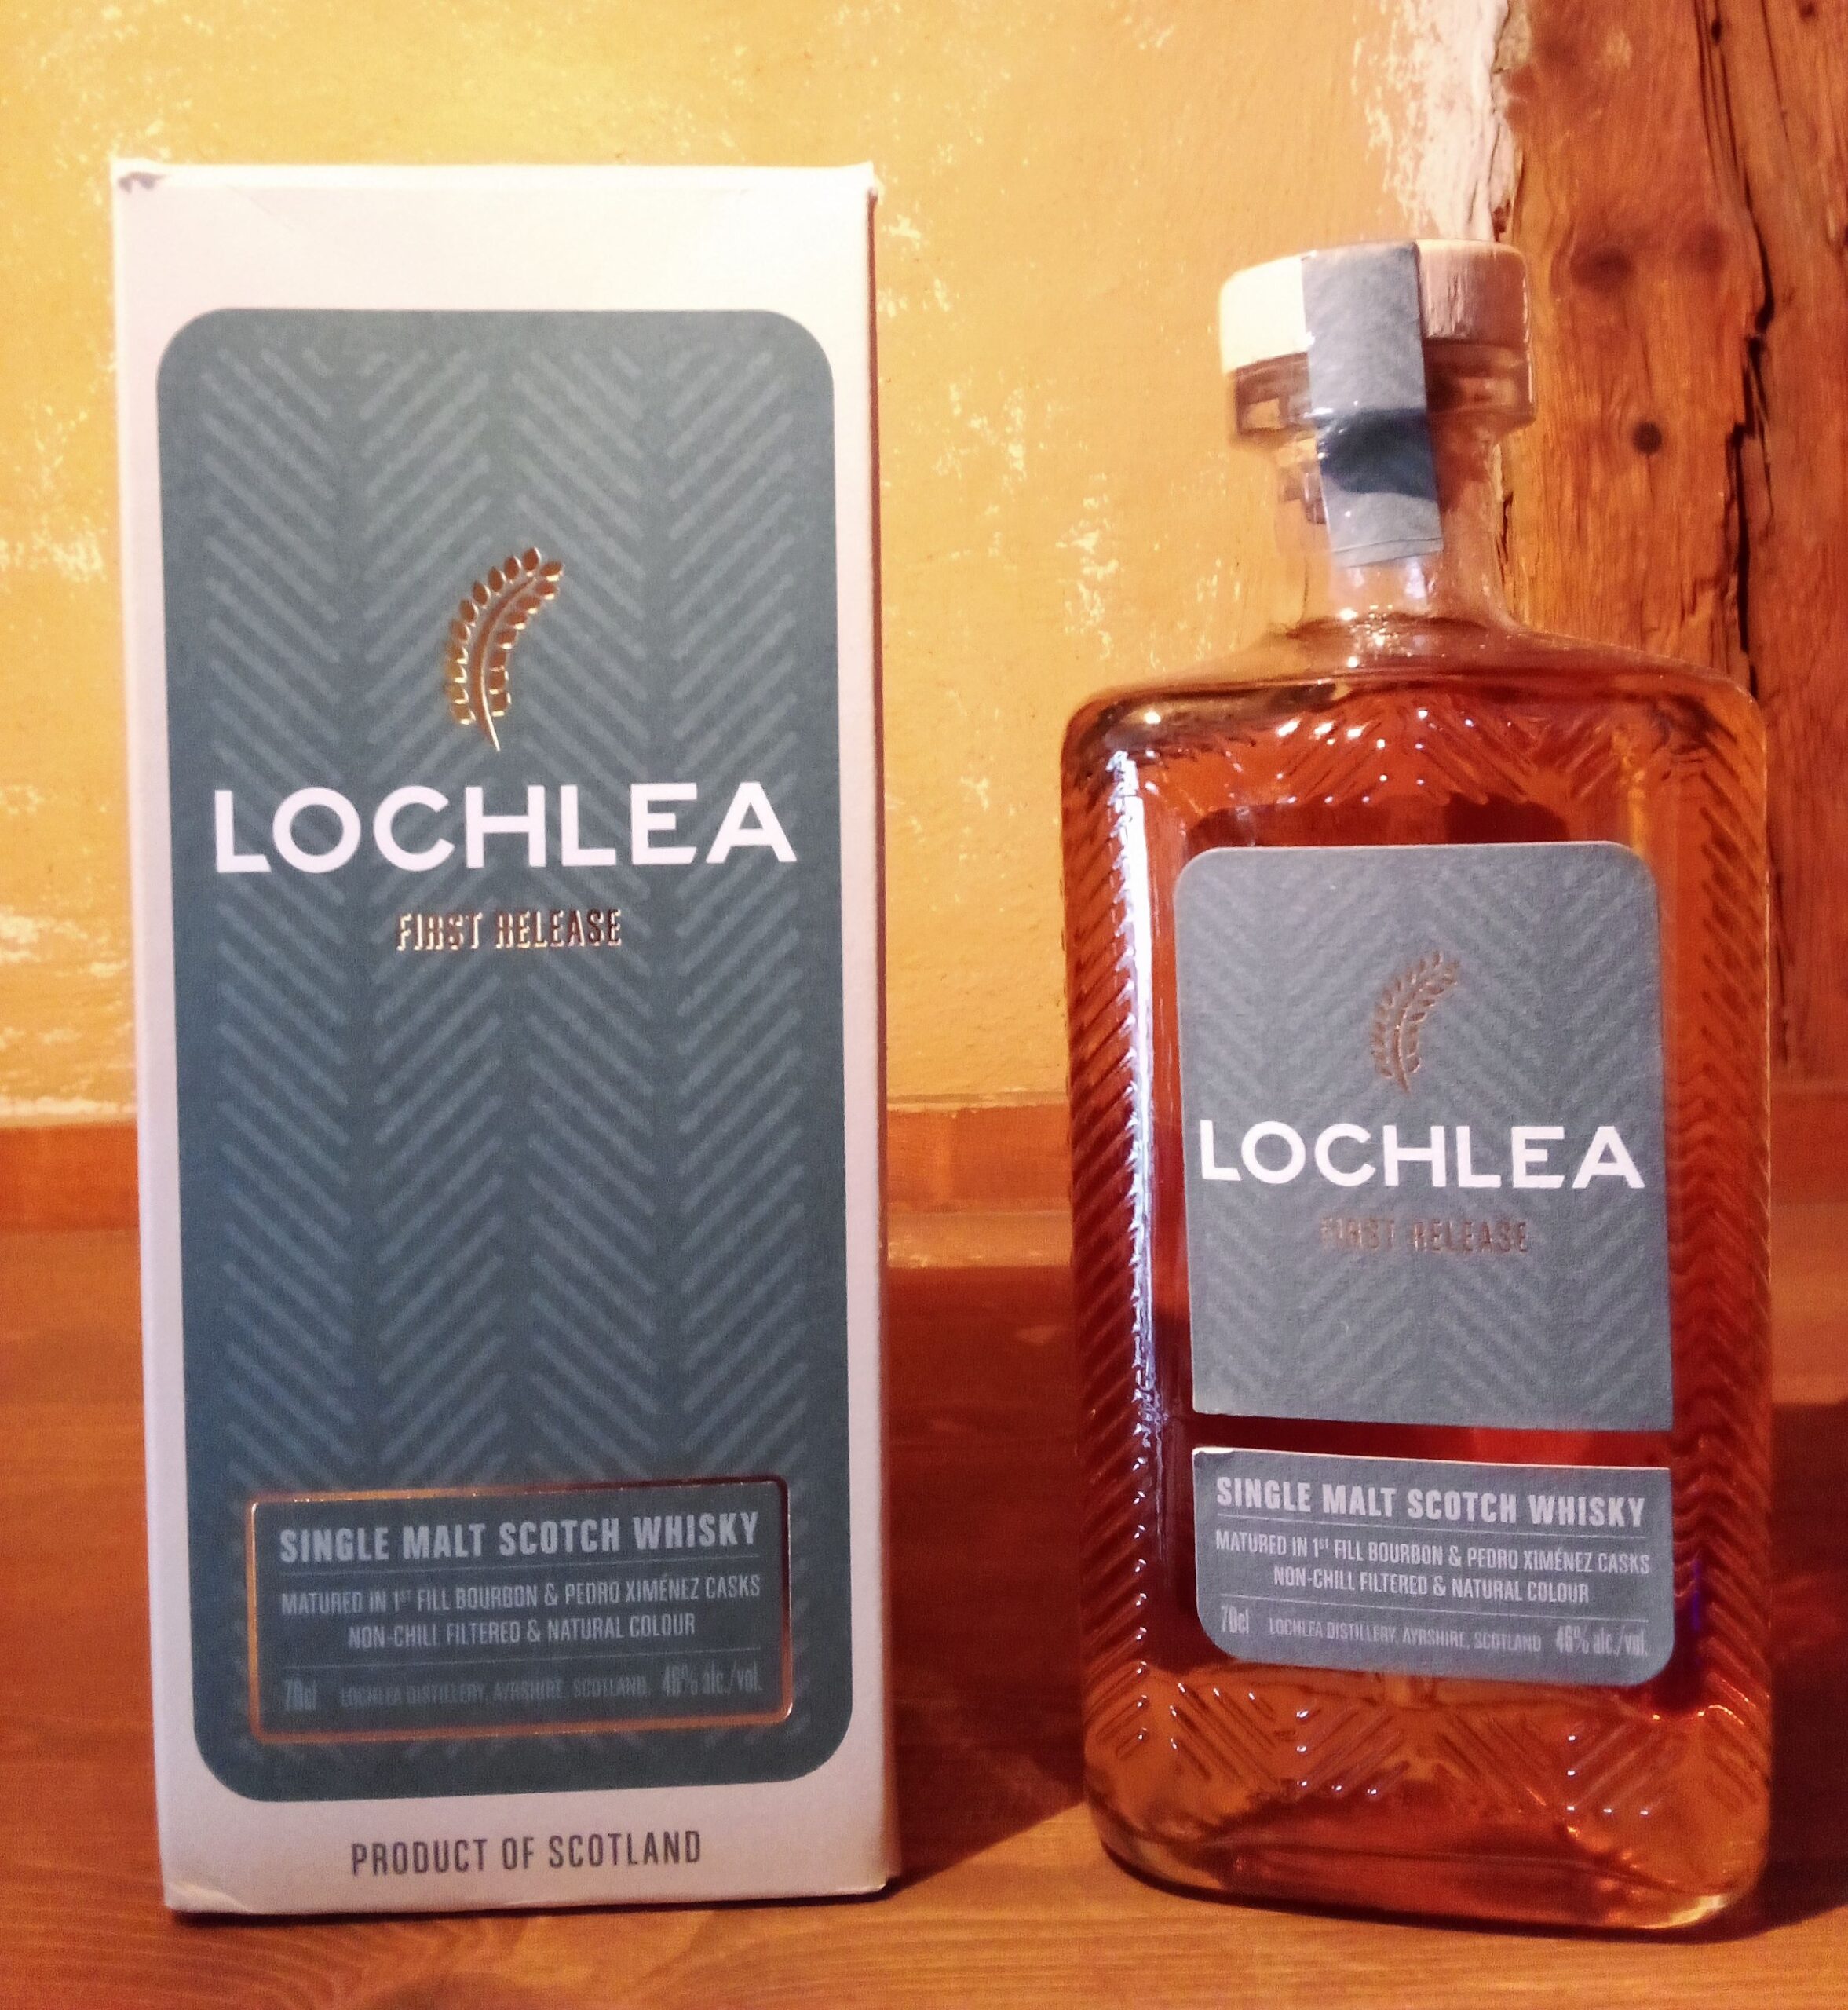 LOCHLEA
FIRST RELEASE
SINGLE MALT SCOTCH WHISKY
MATURED IN 1st FILL BOURBON & PEDRO XIMÉNEZ CASKS
NON-CHILL FILTERED & NATURAL COLOUR
70cl LOCHLEA DISTILLERY, AYRSHIRE, SCOTLAND. 46% alc./vol.
PRODUCT OF SCOTLAND
LOCHLEA
FIRST RELEASE
SINGLE MALT SCOTCH WHISKY
MATURED IN 1st FILL BOURBON & PEDRO XIMÉNEZ CASKS
NON-CHILL FILTERED & NATURAL COLOUR
70cl LOCHLEA DISTILLERY, AYRSHIRE, SCOTLAND 46% alc./vol.